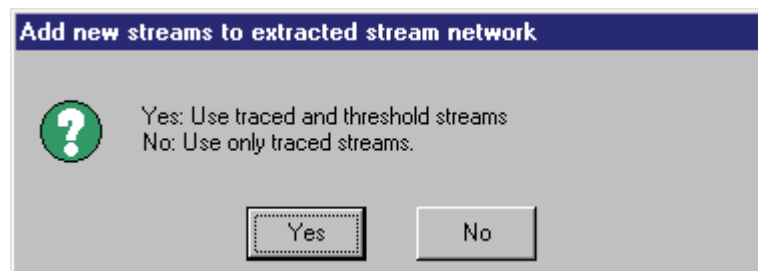 Add new streams to extracted stream network
?
Yes: Use traced and threshold streams
No: Use only traced streams.
Yes No